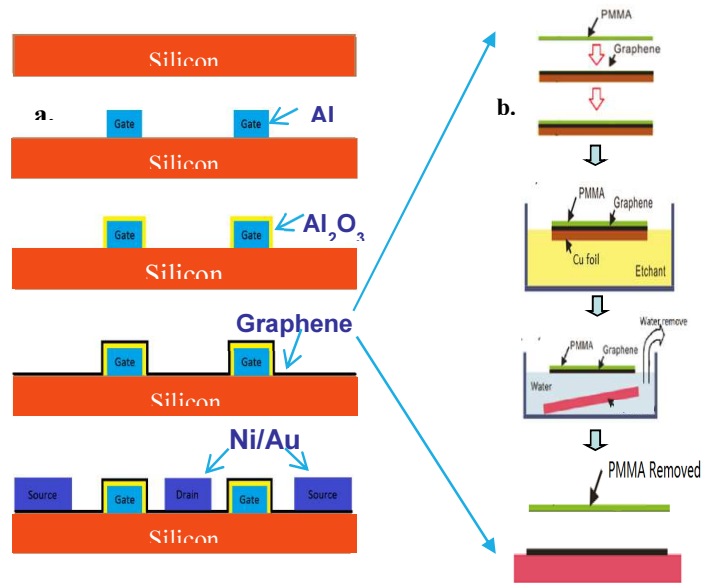 Silicon
a.
Gate
Gate
Al
Silicon
Gate
Gate
Al2O3
Silicon
Graphene
Gate
Gate
Silicon
Ni/Au
Source
Gate
Drain
Gate
Source
Silicon
PMMA
Graphene
b.
PMMA
Graphene
Cu foil
Etchant
Water remove
PMMA
Graphene
Water
PMMA Removed